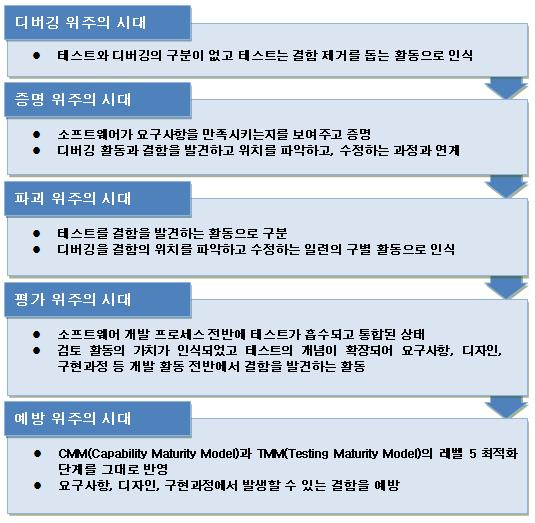 디버깅 위주의 시대
● 테스트와 디버깅의 구분이 없고 테스트는 결함 제거를 돕는 활동으로 인식
증명 위주의 시대
● 소프트웨어가 요구사항을 만족시키는지를 보여주고 증명
● 디버깅 활동과 결함을 발견하고 위치를 파악하고, 수정하는 과정과 연계
파괴 위주의 시대
● 테스트를 결함을 발견하는 활동으로 구분
● 디버깅을 결함의 위치를 파악하고 수정하는 일련의 구별 활동으로 인식
평가 위주의 시대
● 소프트웨어 개발 프로세스 전반에 테스트가 흡수되고 통합된 상태
● 검토 활동의 가치가 인식되었고 테스트의 개념이 확장되어 요구사항, 디자인,
구현과정 등 개발 활동 전반에서 결함을 발견하는 활동
예방 위주의 시대
● CMM(Capability Maturity Model)과 TMM(Testing Maturity Model)의 레벨 5 최적화
단계를 그대로 반영
● 요구사항, 디자인, 구현과정에서 발생할 수 있는 결함을 예방